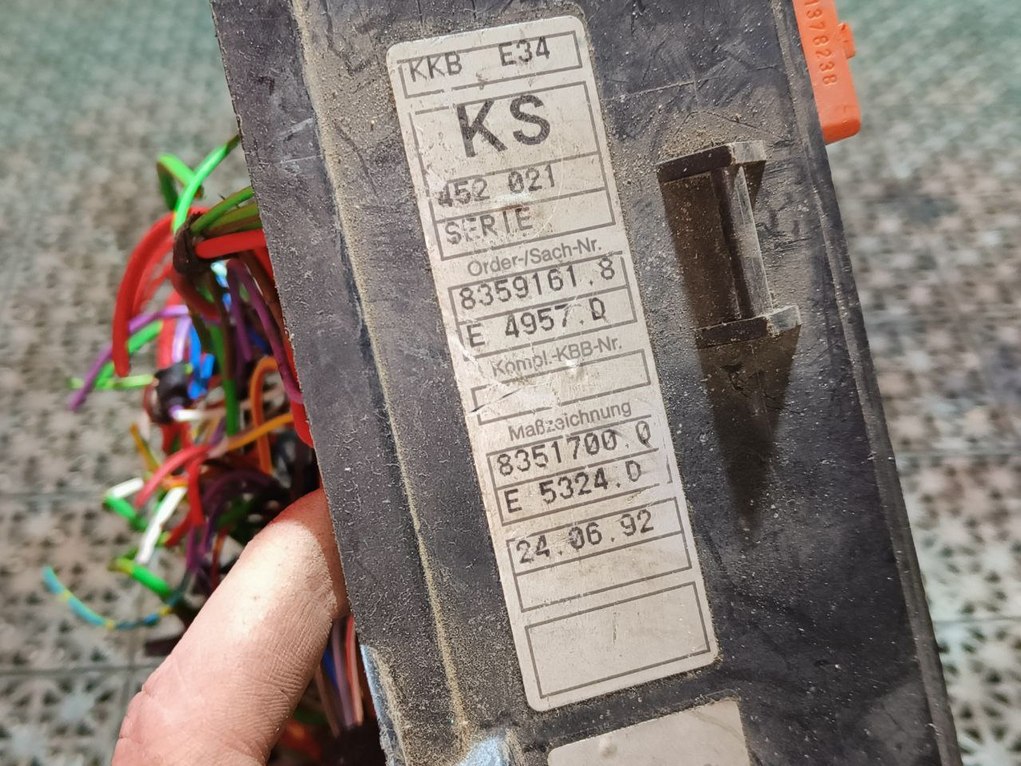 KKB E34
KS
452 021
SERIE
Order-/Sach-Nr.
8359161.8
E 4957.D
Kompl.-KBB-Nr.
Maßzeichnung
8351700.Q
E 5324.D
24.06.92
1378238